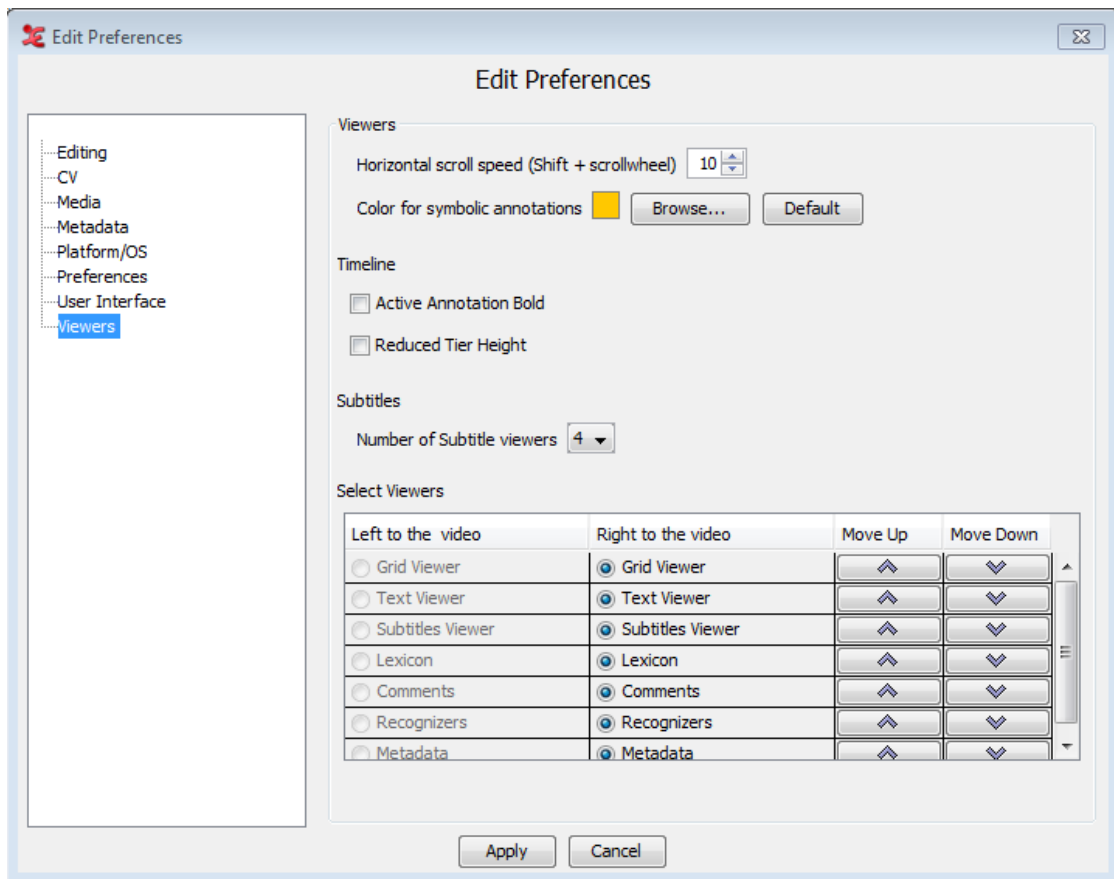 Edit Preferences
Edit Preferences
Editing
CV
Media
Metadata
Platform/OS
Preferences
User Interface
Viewers
Viewers
Horizontal scroll speed (Shift + scrollwheel) 10
Color for symbolic annotations Browse... Default
Timeline
Active Annotation Bold
Reduced Tier Height
Subtitles
Number of Subtitle viewers 4
Select Viewers
Left to the video Right to the video Move Up Move Down
Grid Viewer Grid Viewer
Text Viewer Text Viewer
Subtitles Viewer Subtitles Viewer
Lexicon Lexicon
Comments Comments
Recognizers Recognizers
Metadata Metadata
Apply Cancel